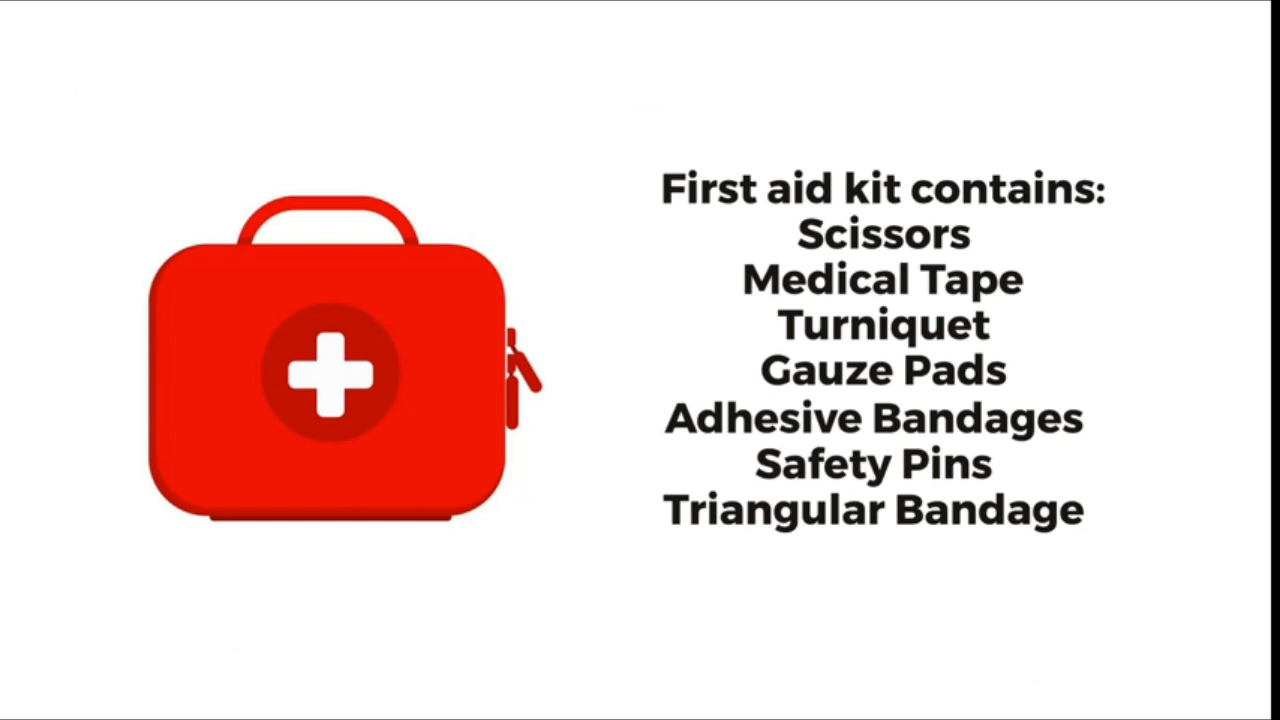 First aid kit contains:
Scissors
Medical Tape
Turniquet
Gauze Pads
Adhesive Bandages
Safety Pins
Triangular Bandage